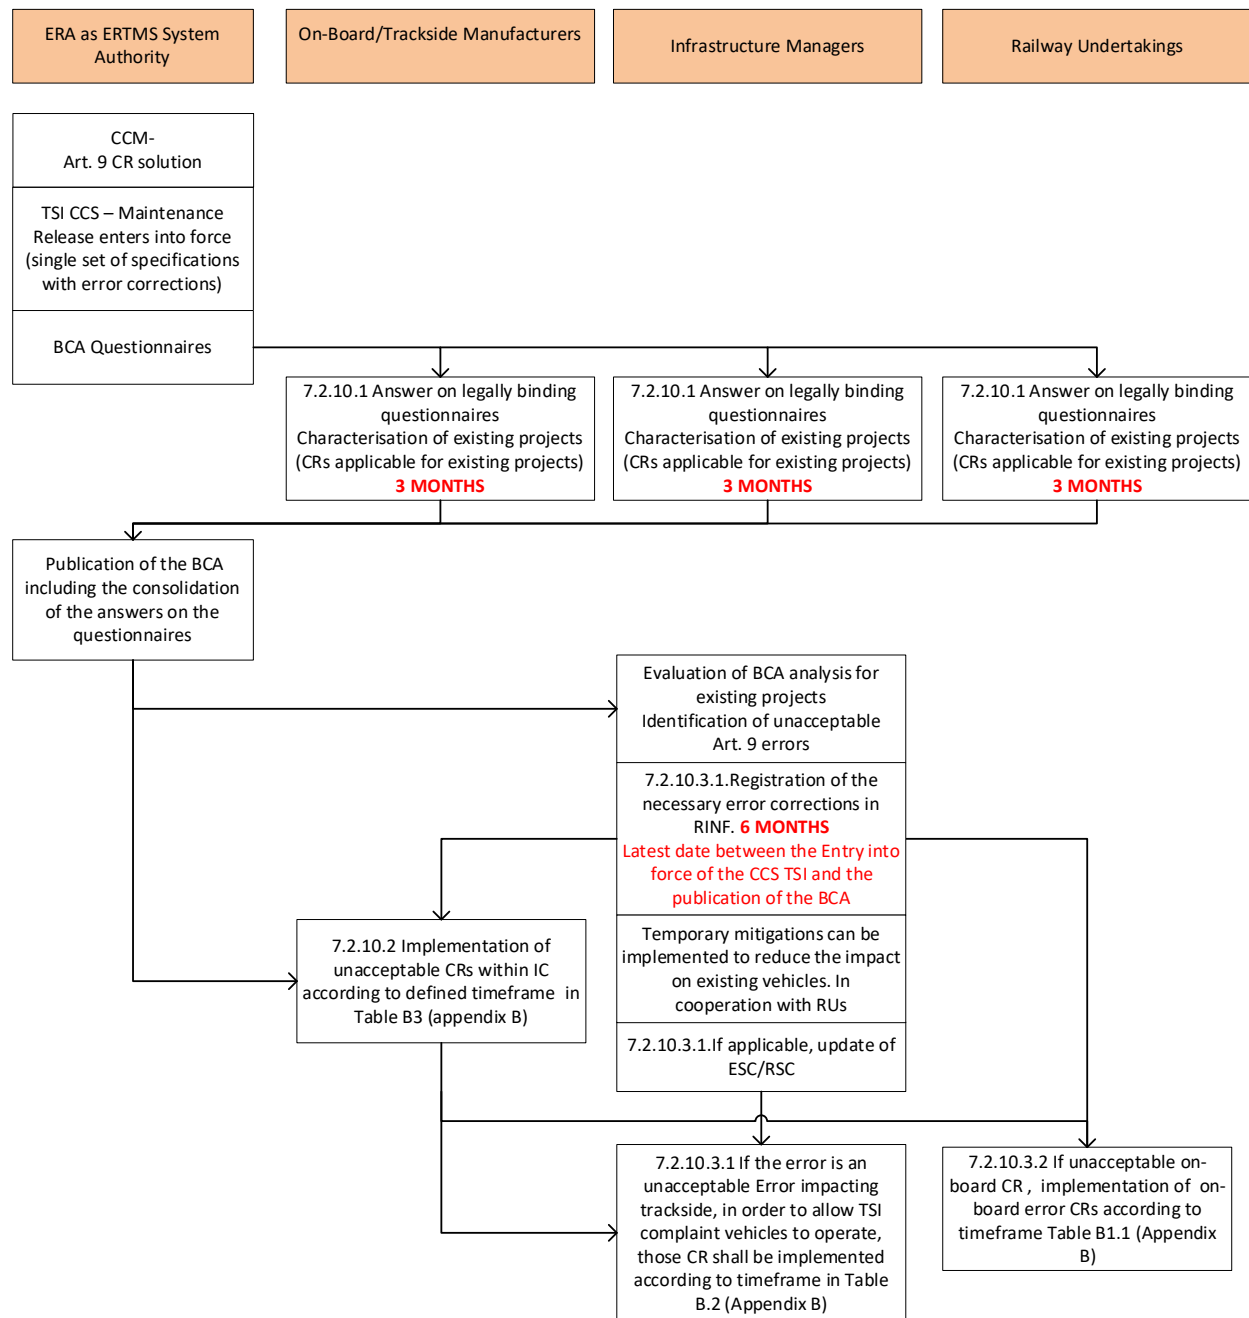 ERA as ERTMS System
Authority
On-Board/Trackside Manufacturers
Infrastructure Managers
Railway Undertakings
CCM-
Art. 9 CR solution
TSI CCS – Maintenance
Release enters into force
(single set of specifications
with error corrections)
BCA Questionnaires
7.2.10.1 Answer on legally binding
questionnaires
Characterisation of existing projects
(CRs applicable for existing projects)
3 MONTHS
7.2.10.1 Answer on legally binding
questionnaires
Characterisation of existing projects
(CRs applicable for existing projects)
3 MONTHS
7.2.10.1 Answer on legally binding
questionnaires
Characterisation of existing projects
(CRs applicable for existing projects)
3 MONTHS
Publication of the BCA
including the consolidation
of the answers on the
questionnaires
Evaluation of BCA analysis for
existing projects
Identification of unacceptable
Art. 9 errors
7.2.10.3.1.Registration of the
necessary error corrections in
RINF. 6 MONTHS
Latest date between the Entry into
force of the CCS TSI and the
publication of the BCA
Temporary mitigations can be
implemented to reduce the impact
on existing vehicles. In
cooperation with RUs
7.2.10.3.1.If applicable, update of
ESC/RSC
7.2.10.2 Implementation of
unacceptable CRs within IC
according to defined timeframe in
Table B3 (appendix B)
7.2.10.3.1 If the error is an
unacceptable Error impacting
trackside, in order to allow TSI
complaint vehicles to operate,
those CR shall be implemented
according to timeframe in Table
B.2 (Appendix B)
7.2.10.3.2 If unacceptable on-
board CR , implementation of on-
board error CRs according to
timeframe Table B1.1 (Appendix
B)